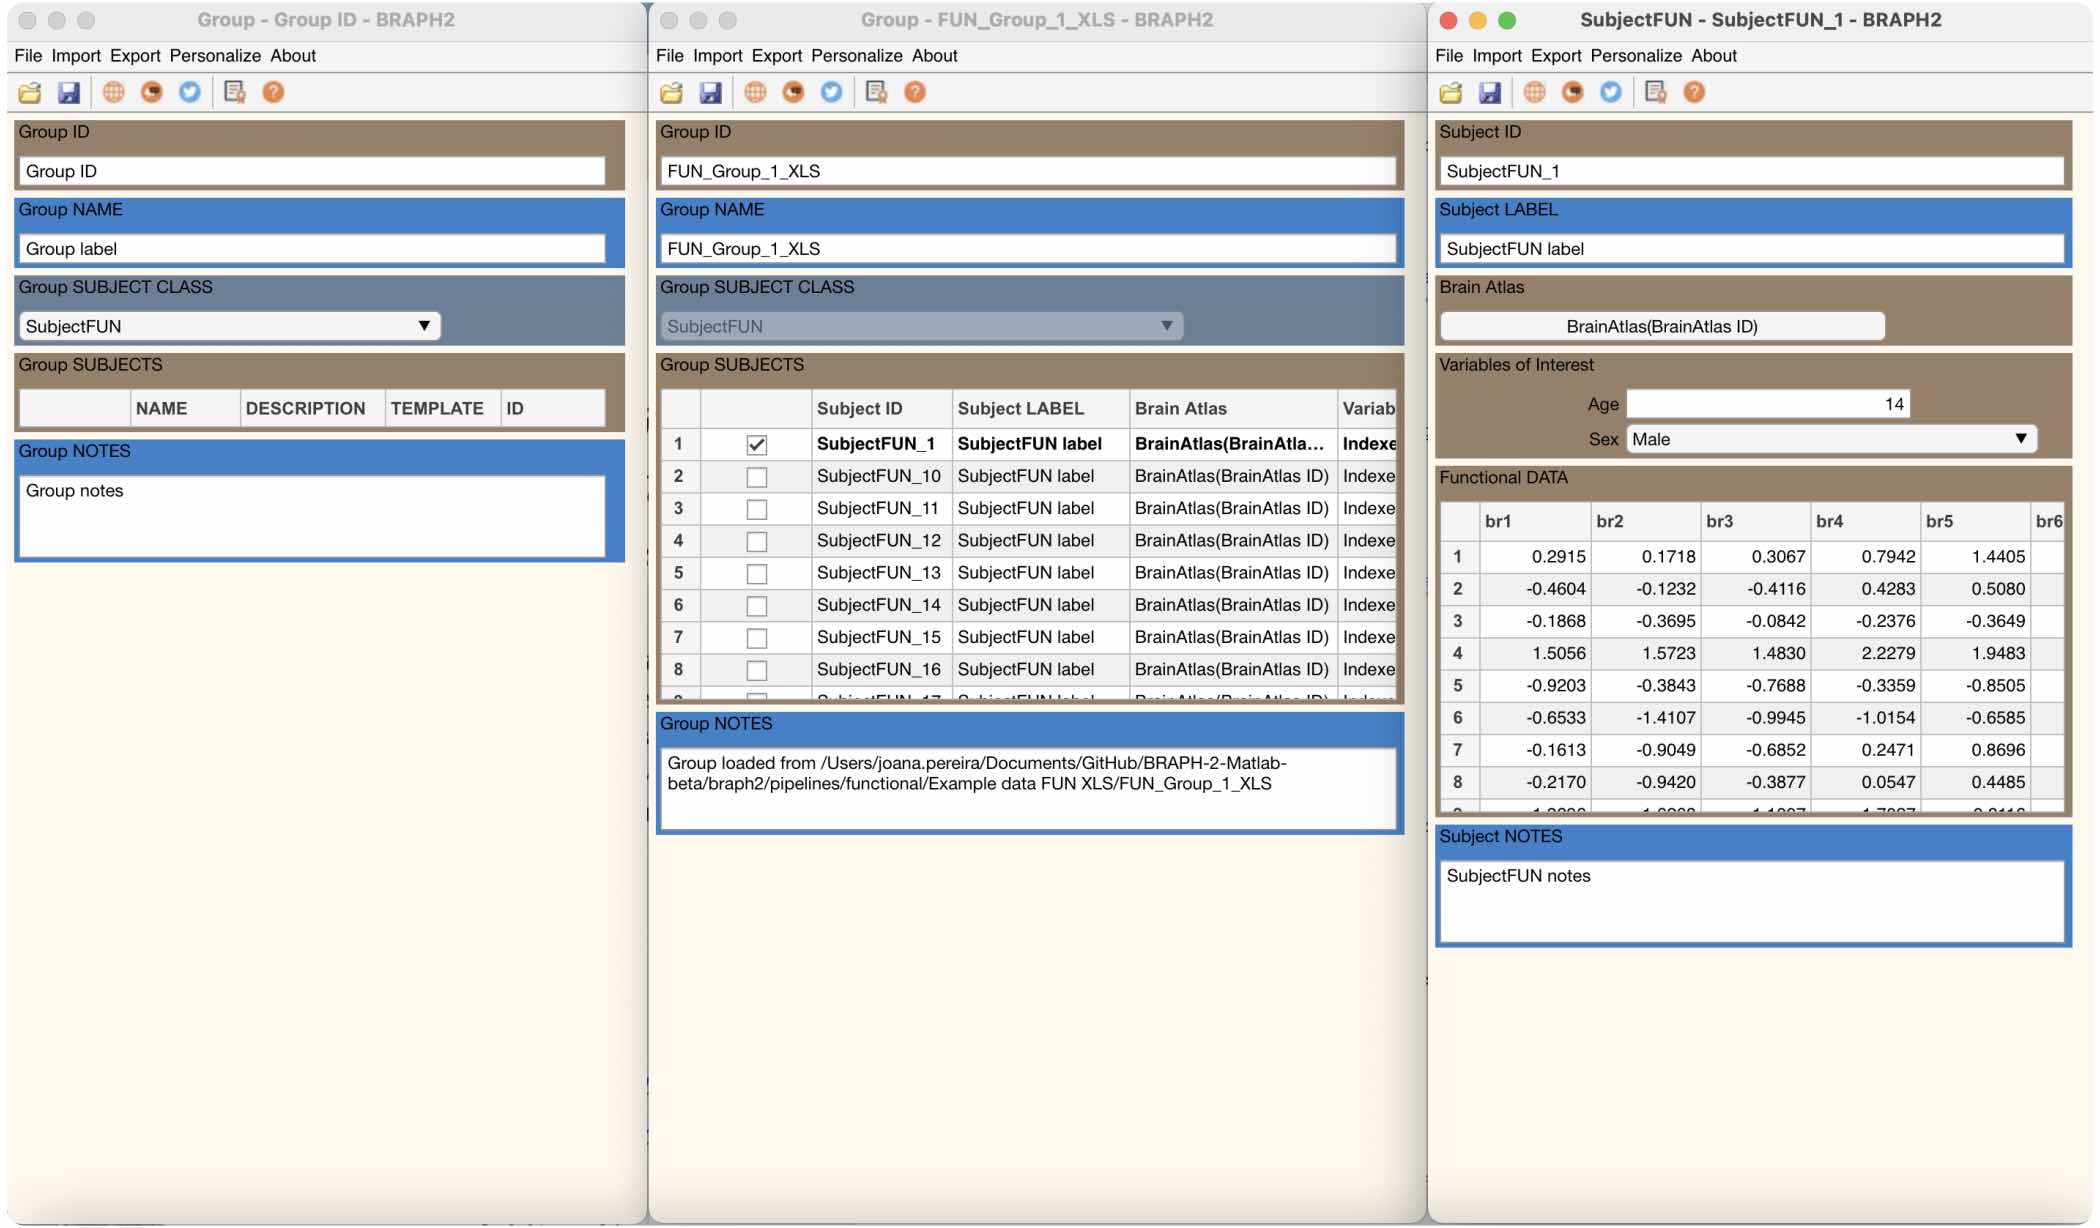 Group - Group ID - BRAPH2
File Import Export Personalize About
Group ID
Group ID
Group NAME
Group label
Group SUBJECT CLASS
SubjectFUN
Group SUBJECTS
NAME DESCRIPTION TEMPLATE ID
Group NOTES
Group notes
Group - FUN_Group_1_XLS - BRAPH2
File Import Export Personalize About
Group ID
FUN_Group_1_XLS
Group NAME
FUN_Group_1_XLS
Group SUBJECT CLASS
SubjectFUN
Group SUBJECTS
Subject ID Subject LABEL Brain Atlas Variab
1 SubjectFUN_1 SubjectFUN label BrainAtlas(BrainAtla... Indexe
2 SubjectFUN_10 SubjectFUN label BrainAtlas(BrainAtlas ID) Indexe
3 SubjectFUN_11 SubjectFUN label BrainAtlas(BrainAtlas ID) Indexe
4 SubjectFUN_12 SubjectFUN label BrainAtlas(BrainAtlas ID) Indexe
5 SubjectFUN_13 SubjectFUN label BrainAtlas(BrainAtlas ID) Indexe
6 SubjectFUN_14 SubjectFUN label BrainAtlas(BrainAtlas ID) Indexe
7 SubjectFUN_15 SubjectFUN label BrainAtlas(BrainAtlas ID) Indexe
8 SubjectFUN_16 SubjectFUN label BrainAtlas(BrainAtlas ID) Indexe
Group NOTES
Group loaded from /Users/joana.pereira/Documents/GitHub/BRAPH-2-Matlab-
beta/braph2/pipelines/functional/Example data FUN XLS/FUN_Group_1_XLS
SubjectFUN - SubjectFUN_1 - BRAPH2
File Import Export Personalize About
Subject ID
SubjectFUN_1
Subject LABEL
SubjectFUN label
Brain Atlas
BrainAtlas(BrainAtlas ID)
Variables of Interest
Age 14
Sex Male
Functional DATA
br1 br2 br3 br4 br5 br6
1 0.2915 0.1718 0.3067 0.7942 1.4405
2 -0.4604 -0.1232 -0.4116 0.4283 0.5080
3 -0.1868 -0.3695 -0.0842 -0.2376 -0.3649
4 1.5056 1.5723 1.4830 2.2279 1.9483
5 -0.9203 -0.3843 -0.7688 -0.3359 -0.8505
6 -0.6533 -1.4107 -0.9945 -1.0154 -0.6585
7 -0.1613 -0.9049 -0.6852 0.2471 0.8696
8 -0.2170 -0.9420 -0.3877 0.0547 0.4485
Subject NOTES
SubjectFUN notes